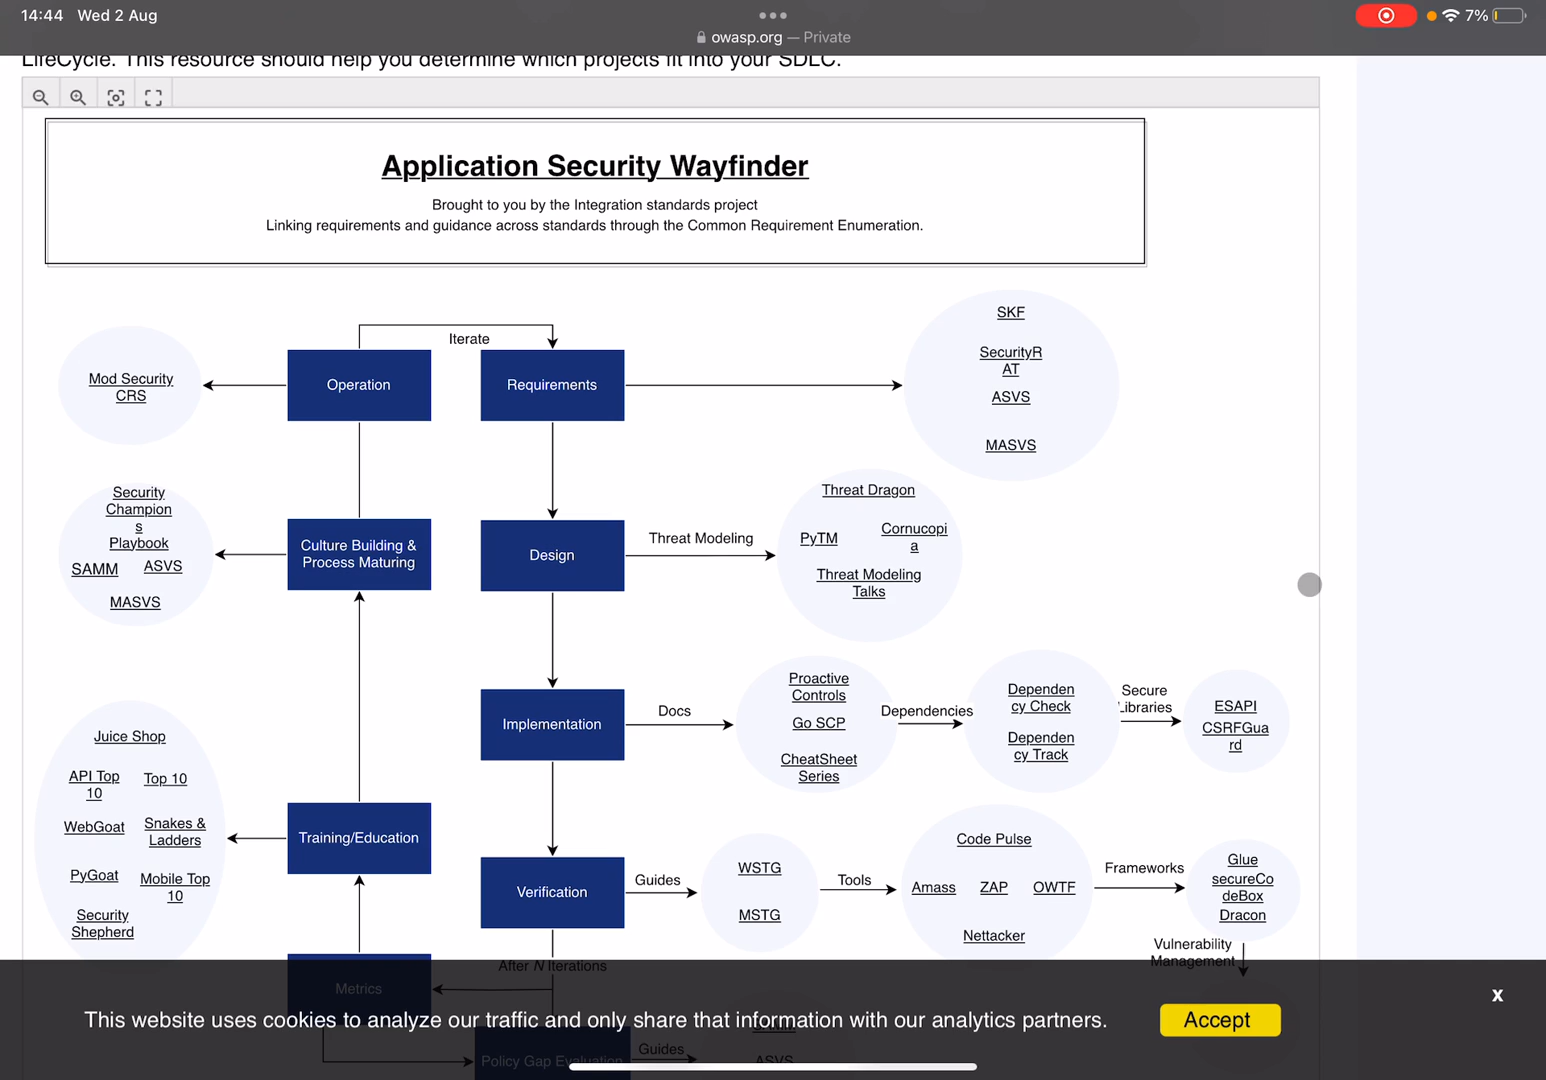 14:44 Wed 2 Aug
7%
owasp.org — Private
LifeCycle. This resource should help you determine which projects fit into your SDLC.
Application Security Wayfinder
Brought to you by the Integration standards project
Linking requirements and guidance across standards through the Common Requirement Enumeration.
Iterate
Mod Security
CRS
Operation
Requirements
SKF
SecurityR
AT
ASVS
MASVS
Security
Champion
s
Playbook
SAMM
ASVS
MASVS
Culture Building &
Process Maturing
Design
Threat Modeling
Threat Dragon
PyTM
Cornucopi
a
Threat Modeling
Talks
Implementation
Docs
Proactive
Controls
Go SCP
CheatSheet
Series
Dependencies
Dependen
cy Check
Dependen
cy Track
Secure
Libraries
ESAPI
CSRFGua
rd
Juice Shop
API Top
10
Top 10
WebGoat
Snakes &
Ladders
PyGoat
Mobile Top
10
Security
Shepherd
Training/Education
Verification
Guides
WSTG
MSTG
Tools
Code Pulse
Amass
ZAP
OWTF
Nettacker
Frameworks
Glue
secureCo
deBox
Dracon
Vulnerability
Management
After N Iterations
Metrics
Policy Gap Evaluation
Guides
ASVS
This website uses cookies to analyze our traffic and only share that information with our analytics partners.
Accept
x